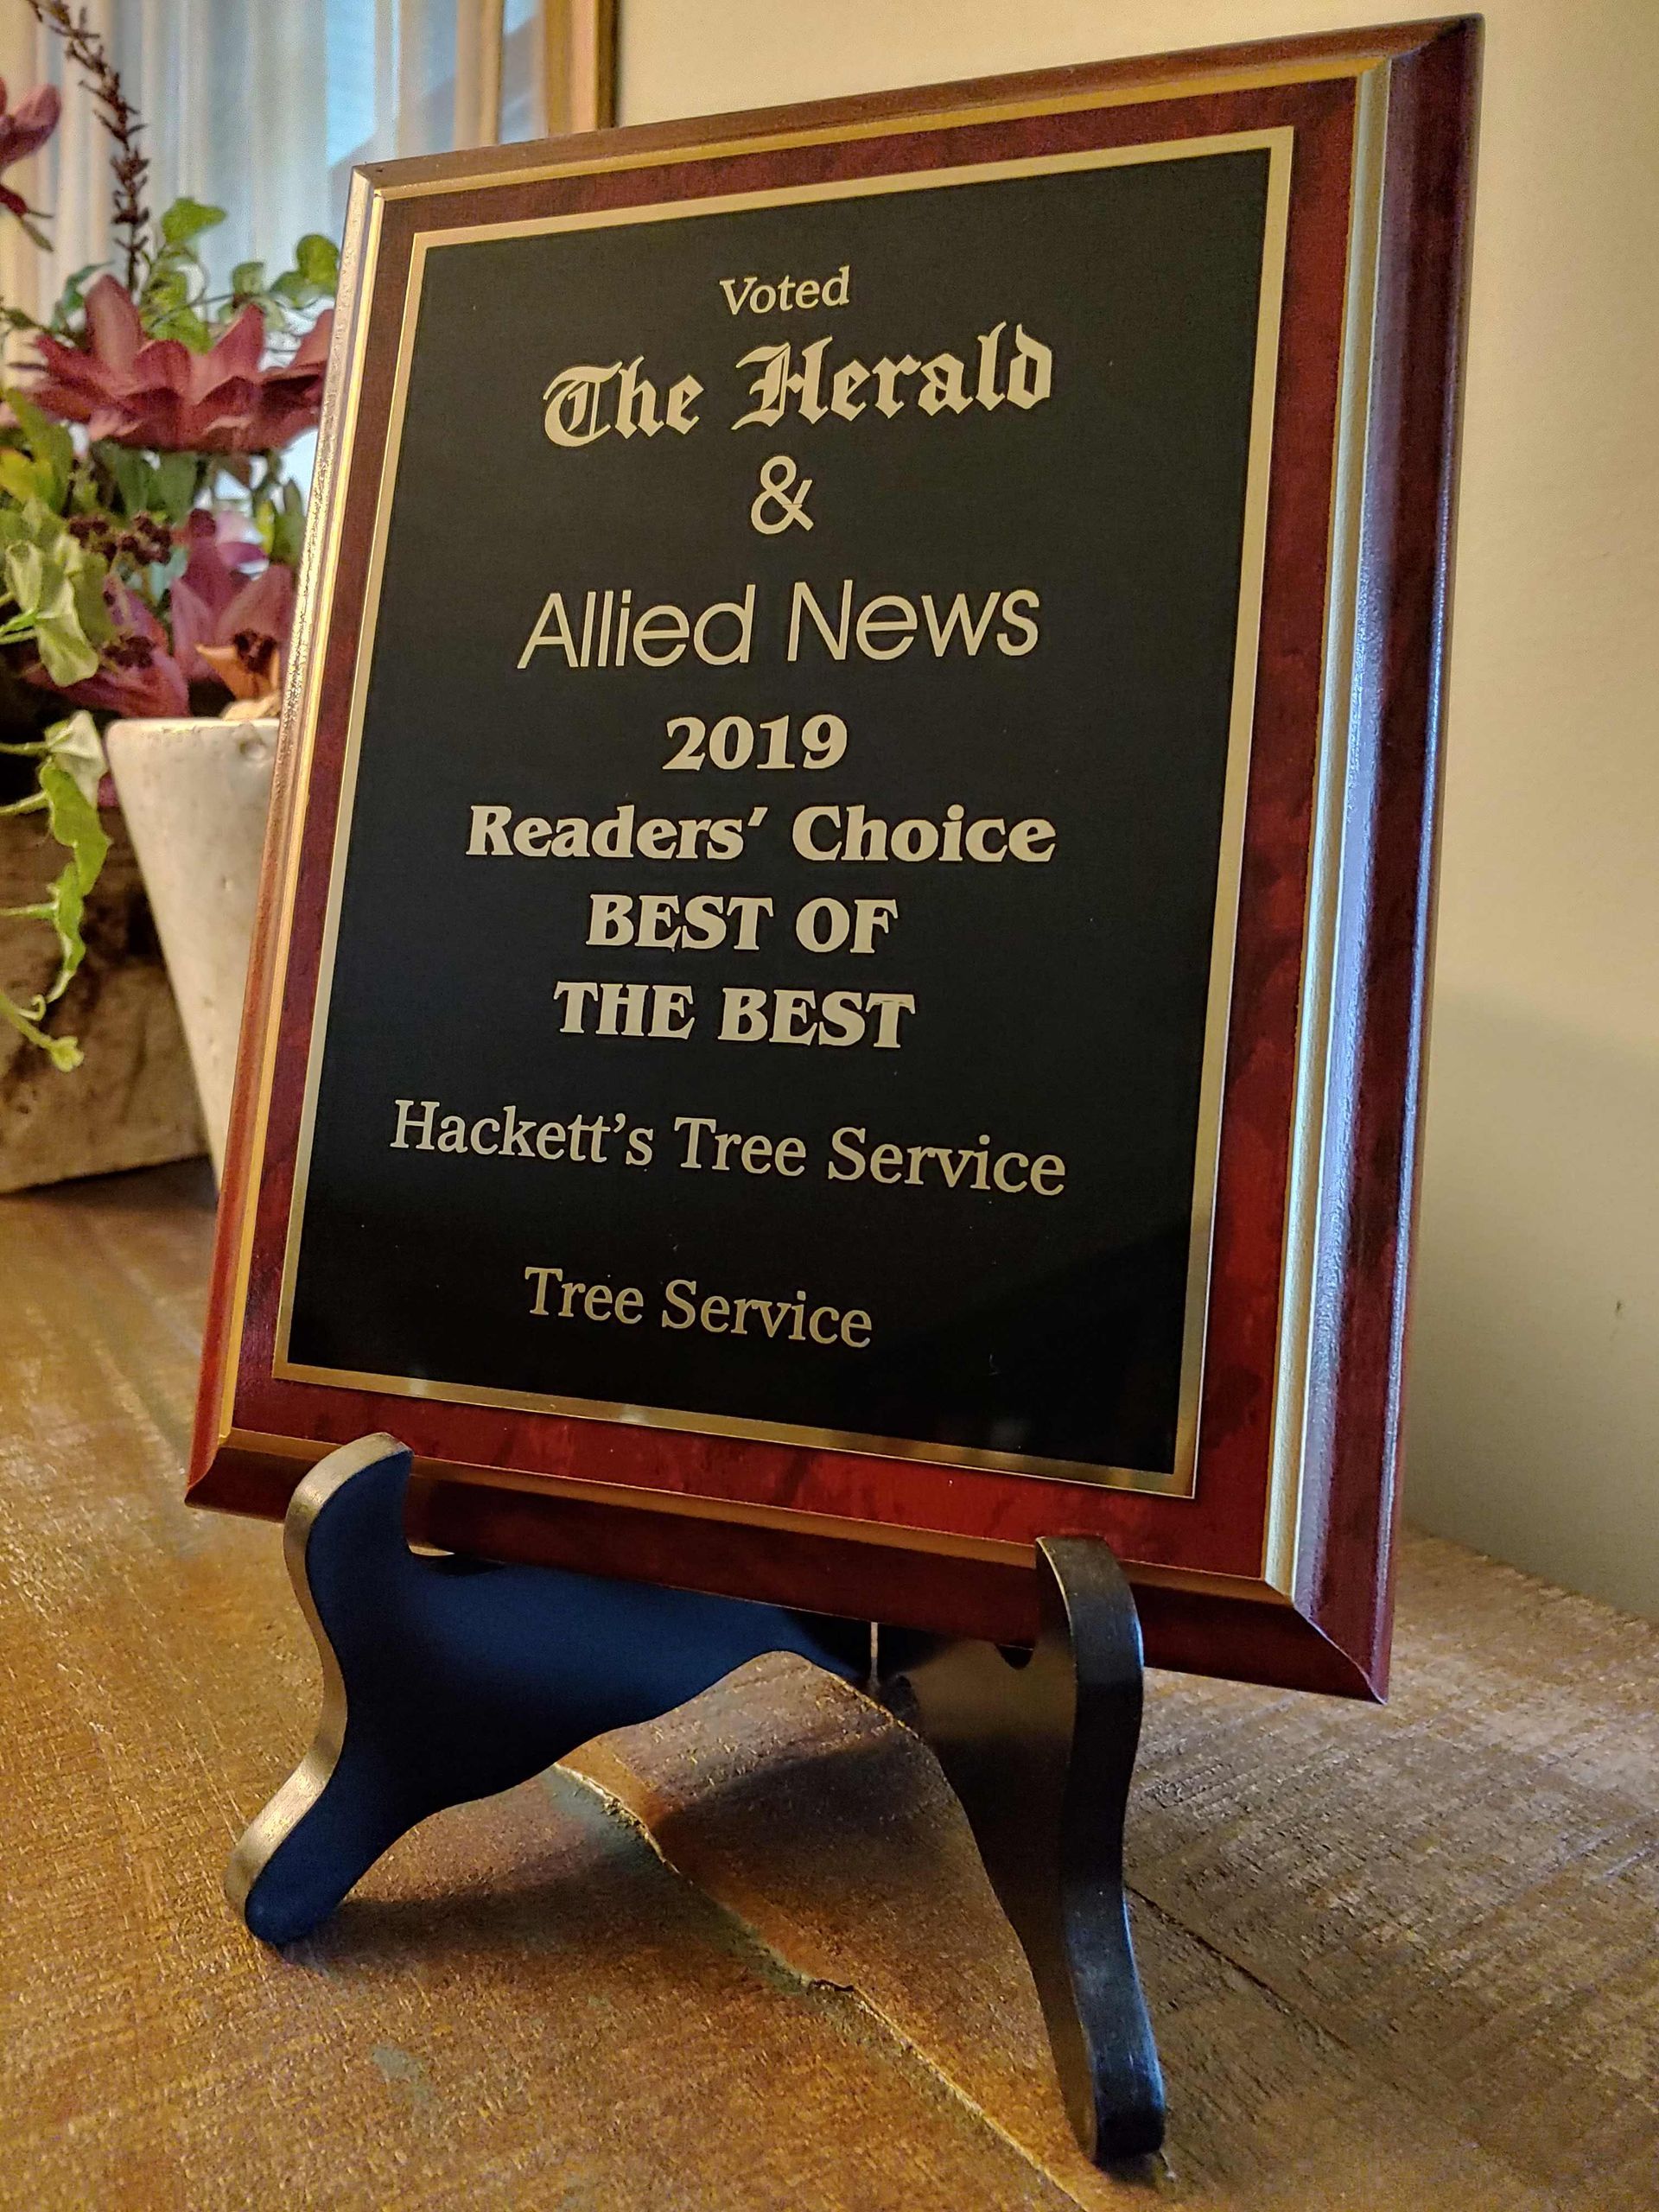 Voted
The Herald
&
Allied News
2019
Readers’ Choice
BEST OF
THE BEST
Hackett’s Tree Service
Tree Service